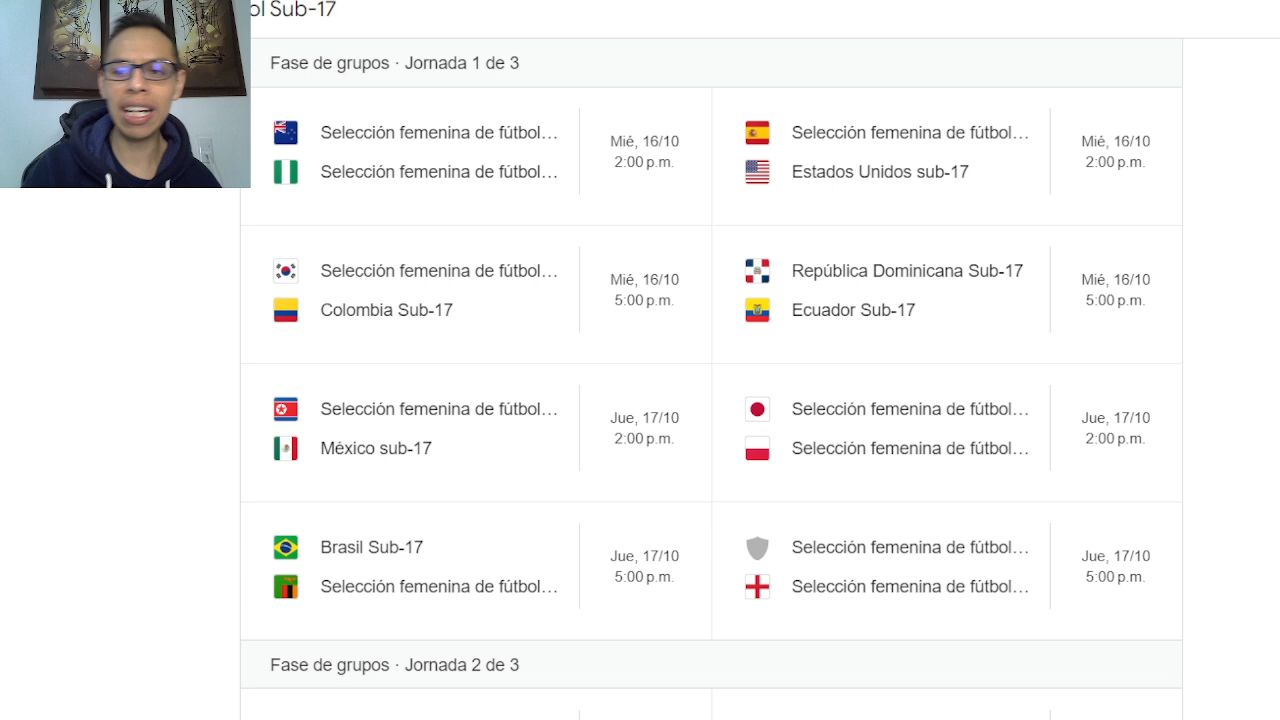 ol Sub-17
Fase de grupos · Jornada 1 de 3
Selección femenina de fútbol…
Selección femenina de fútbol…
Mié, 16/10
2:00 p.m.
Selección femenina de fútbol…
Estados Unidos sub-17
Mié, 16/10
2:00 p.m.
Selección femenina de fútbol…
Colombia Sub-17
Mié, 16/10
5:00 p.m.
República Dominicana Sub-17
Ecuador Sub-17
Mié, 16/10
5:00 p.m.
Selección femenina de fútbol…
México sub-17
Jue, 17/10
2:00 p.m.
Selección femenina de fútbol…
Selección femenina de fútbol…
Jue, 17/10
2:00 p.m.
Brasil Sub-17
Selección femenina de fútbol…
Jue, 17/10
5:00 p.m.
Selección femenina de fútbol…
Selección femenina de fútbol…
Jue, 17/10
5:00 p.m.
Fase de grupos · Jornada 2 de 3